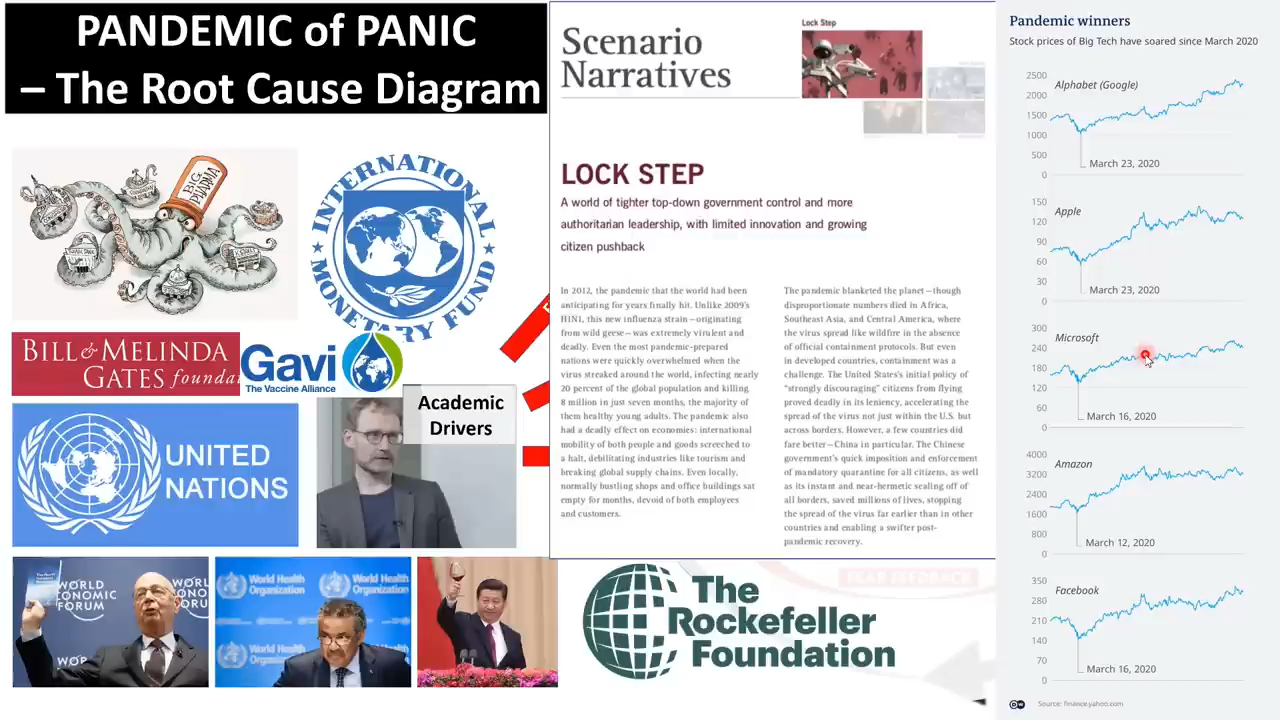 PANDEMIC of PANIC
– The Root Cause Diagram
BIG
PHARMA
INTERNATIONAL
MONETARY FUND
BILL & MELINDA
GATES founda
Gavi
The Vaccine Alliance
Academic
Drivers
UNITED
NATIONS
WORLD
ECONOMIC
FORUM
World Health
Organization
World Health
Organization
Scenario
Narratives
Lock Step
LOCK STEP
A world of tighter top-down government control and more
authoritarian leadership, with limited innovation and growing
citizen pushback
In 2012, the pandemic that the world had been
anticipating for years finally hit. Unlike 2009's
H1N1, this new influenza strain—originating
from wild geese—was extremely virulent and
deadly. Even the most pandemic-prepared
nations were quickly overwhelmed when the
virus streaked around the world, infecting nearly
20 percent of the global population and killing
8 million in just seven months, the majority of
them healthy young adults. The pandemic also
had a deadly effect on economies: international
mobility of both people and goods screeched to
a halt, debilitating industries like tourism and
breaking global supply chains. Even locally,
normally bustling shops and office buildings sat
empty for months, devoid of both employees
and customers.
The pandemic blanketed the planet—though
disproportionate numbers died in Africa,
Southeast Asia, and Central America, where
the virus spread like wildfire in the absence
of official containment protocols. But even
in developed countries, containment was a
challenge. The United States's initial policy of
"strongly discouraging" citizens from flying
proved deadly in its leniency, accelerating the
spread of the virus not just within the U.S. but
across borders. However, a few countries did
fare better—China in particular. The Chinese
government's quick imposition and enforcement
of mandatory quarantine for all citizens, as well
as its instant and near-hermetic sealing off of
all borders, saved millions of lives, stopping
the spread of the virus far earlier than in other
countries and enabling a swifter post-
pandemic recovery.
FEAR FEEDBACK
The
Rockefeller
Foundation
Pandemic winners
Stock prices of Big Tech have soared since March 2020
2500
Alphabet (Google)
2000
1500
1000
500
March 23, 2020
0
150
Apple
120
90
60
30
March 23, 2020
0
300
Microsoft
240
180
120
60
March 16, 2020
0
4000
Amazon
3200
2400
1600
800
March 12, 2020
0
350
Facebook
280
210
140
70
March 16, 2020
0
Source: finance.yahoo.com